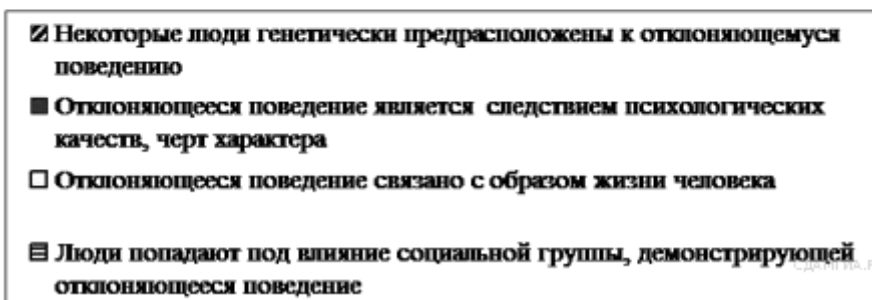 Некоторые люди генетически предрасположены к отклоняющемуся
поведению
Отклоняющееся поведение является следствием психологических
качеств, черт характера
Отклоняющееся поведение связано с образом жизни человека
Люди попадают под влияние социальной группы, демонстрирующей
отклоняющееся поведение